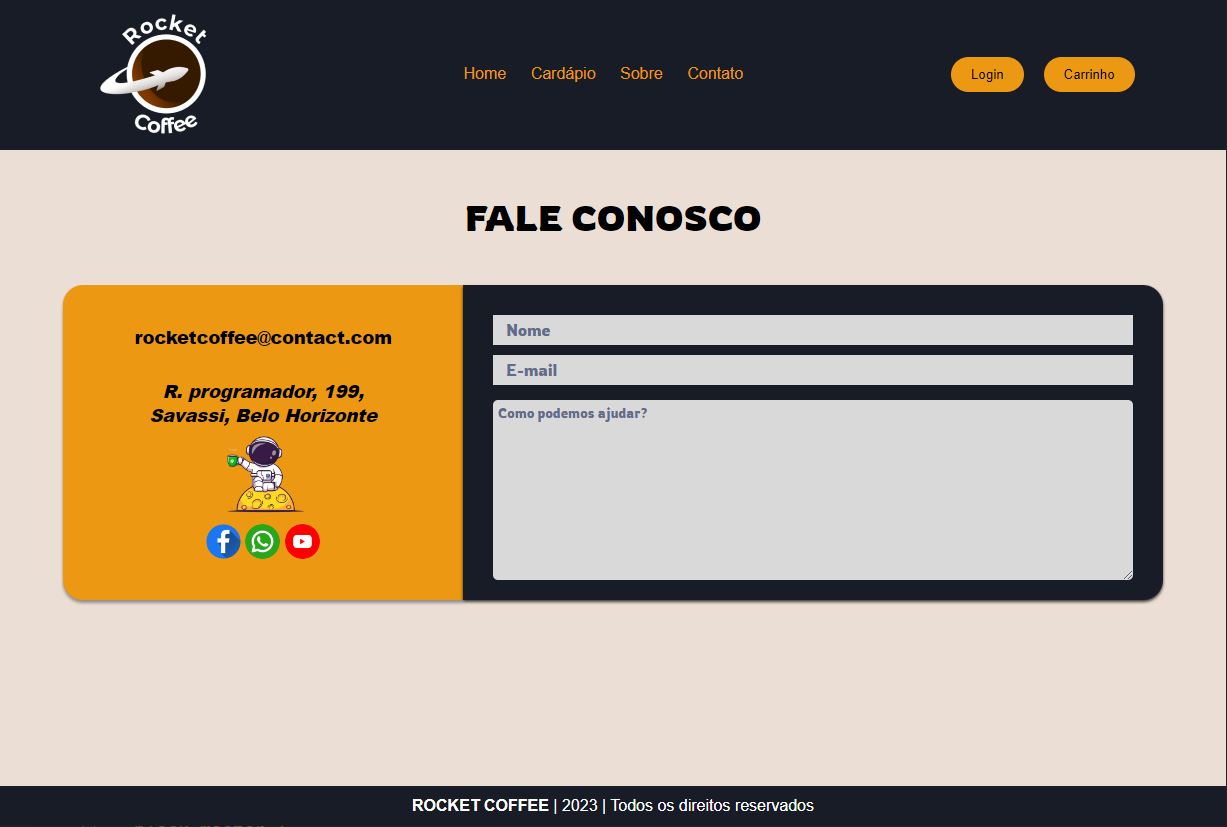 Rocket
Coffee
Home Cardápio Sobre Contato
Login Carrinho
FALE CONOSCO
rocketcoffee@contact.com
R. programador, 199,
Savassi, Belo Horizonte
Nome
E-mail
Como podemos ajudar?
ROCKET COFFEE | 2023 | Todos os direitos reservados